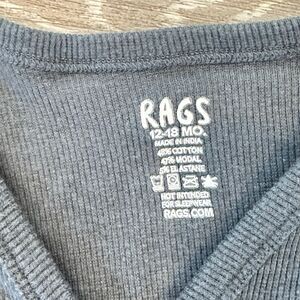 RAGS
12-18 MO.
MADE IN INDIA
48% COTTON
47% MODAL
5% ELASTANE
NOT INTENDED
FOR SLEEPWEAR
RAGS.COM